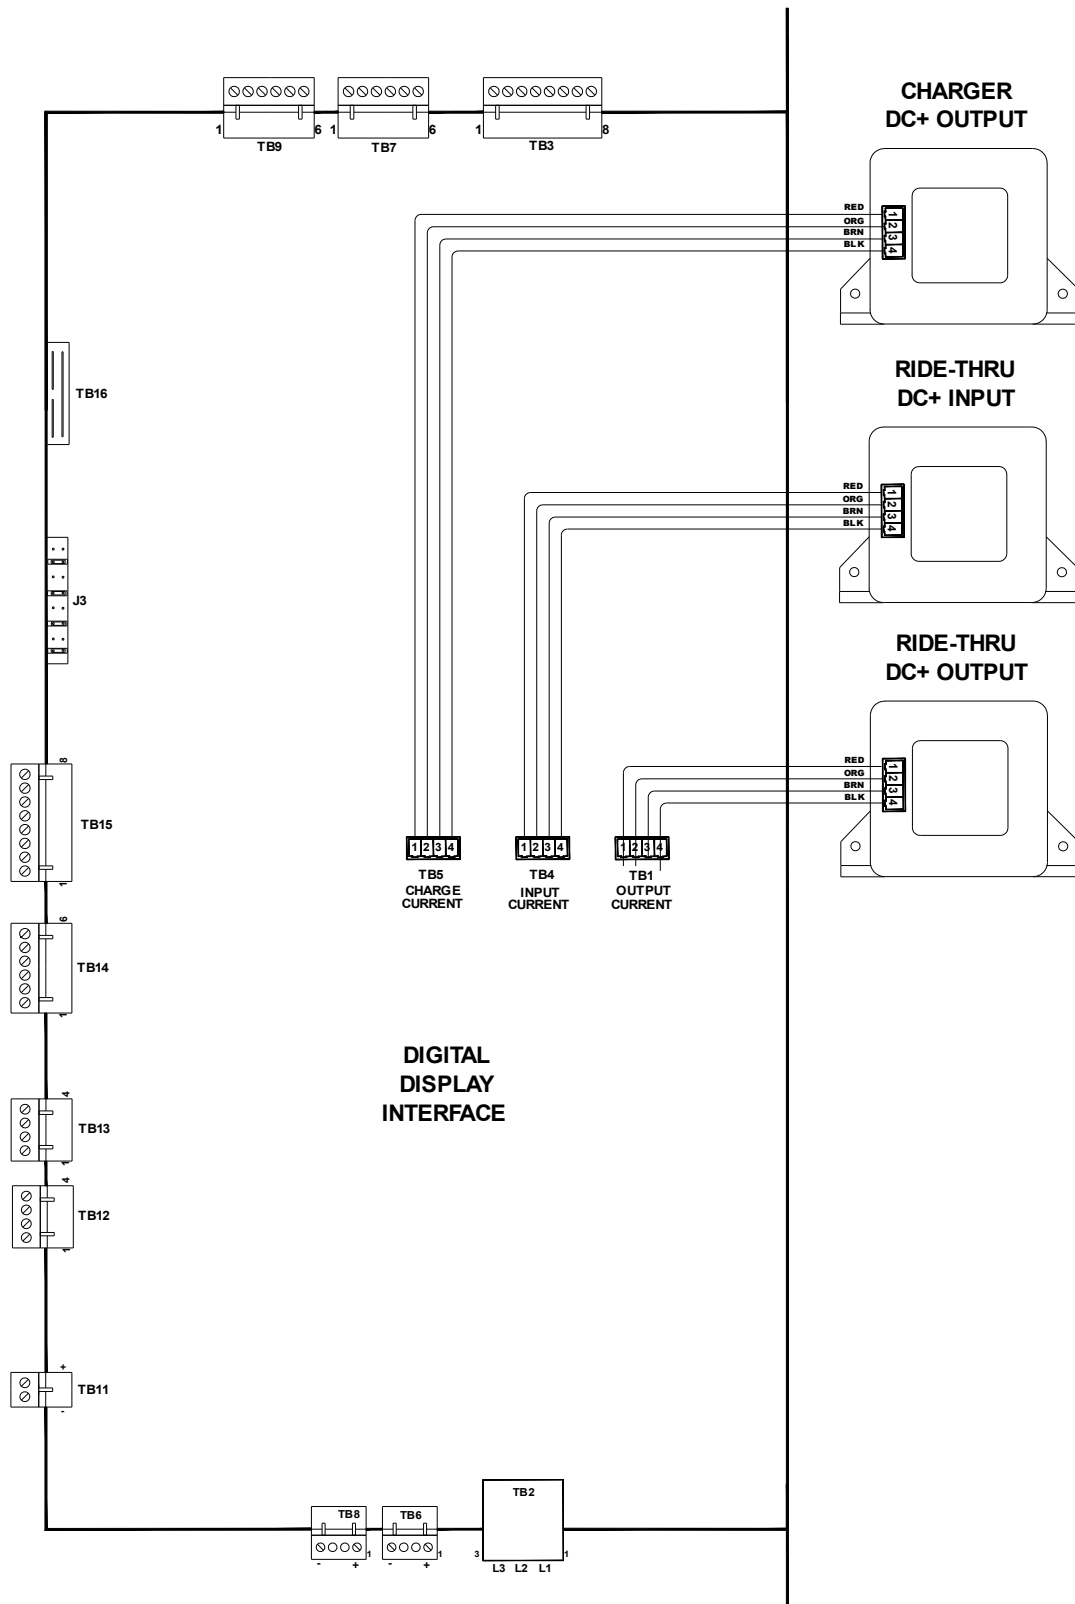 CHARGER
DC+ OUTPUT
1 6 1 6 1 8
TB9 TB7 TB3
RED
ORG
BRN
BLK
1
2
3
4
TB16
RIDE-THRU
DC+ INPUT
RED
ORG
BRN
BLK
1
2
3
4
J3
RIDE-THRU
DC+ OUTPUT
RED
ORG
BRN
BLK
1
2
3
4
8
TB15
1
1 2 3 4
TB5
CHARGE
CURRENT
1 2 3 4
TB4
INPUT
CURRENT
1 2 3 4
TB1
OUTPUT
CURRENT
6
TB14
1
DIGITAL
DISPLAY
INTERFACE
4
TB13
1
4
TB12
1
+
TB11
-
TB8
1
- +
TB6
1
- +
TB2
3 1
L3 L2 L1